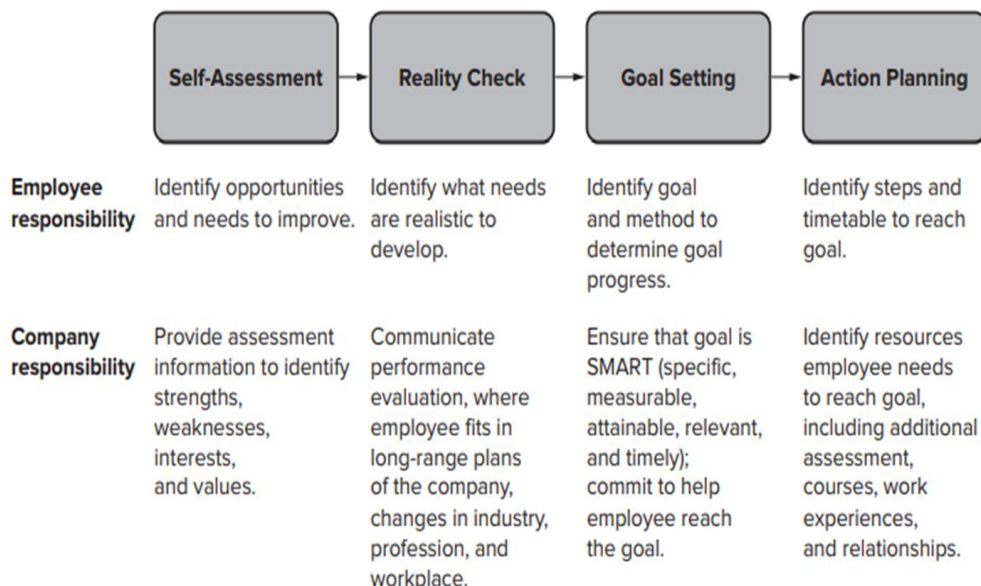 Self-Assessment
Reality Check
Goal Setting
Action Planning
Employee
responsibility
Identify opportunities
and needs to improve.
Identify what needs
are realistic to
develop.
Identify goal
and method to
determine goal
progress.
Identify steps and
timetable to reach
goal.
Company
responsibility
Provide assessment
information to identify
strengths,
weaknesses,
interests,
and values.
Communicate
performance
evaluation, where
employee fits in
long-range plans
of the company,
changes in industry,
profession, and
workplace.
Ensure that goal is
SMART (specific,
measurable,
attainable, relevant,
and timely);
commit to help
employee reach
the goal.
Identify resources
employee needs
to reach goal,
including additional
assessment,
courses, work
experiences,
and relationships.